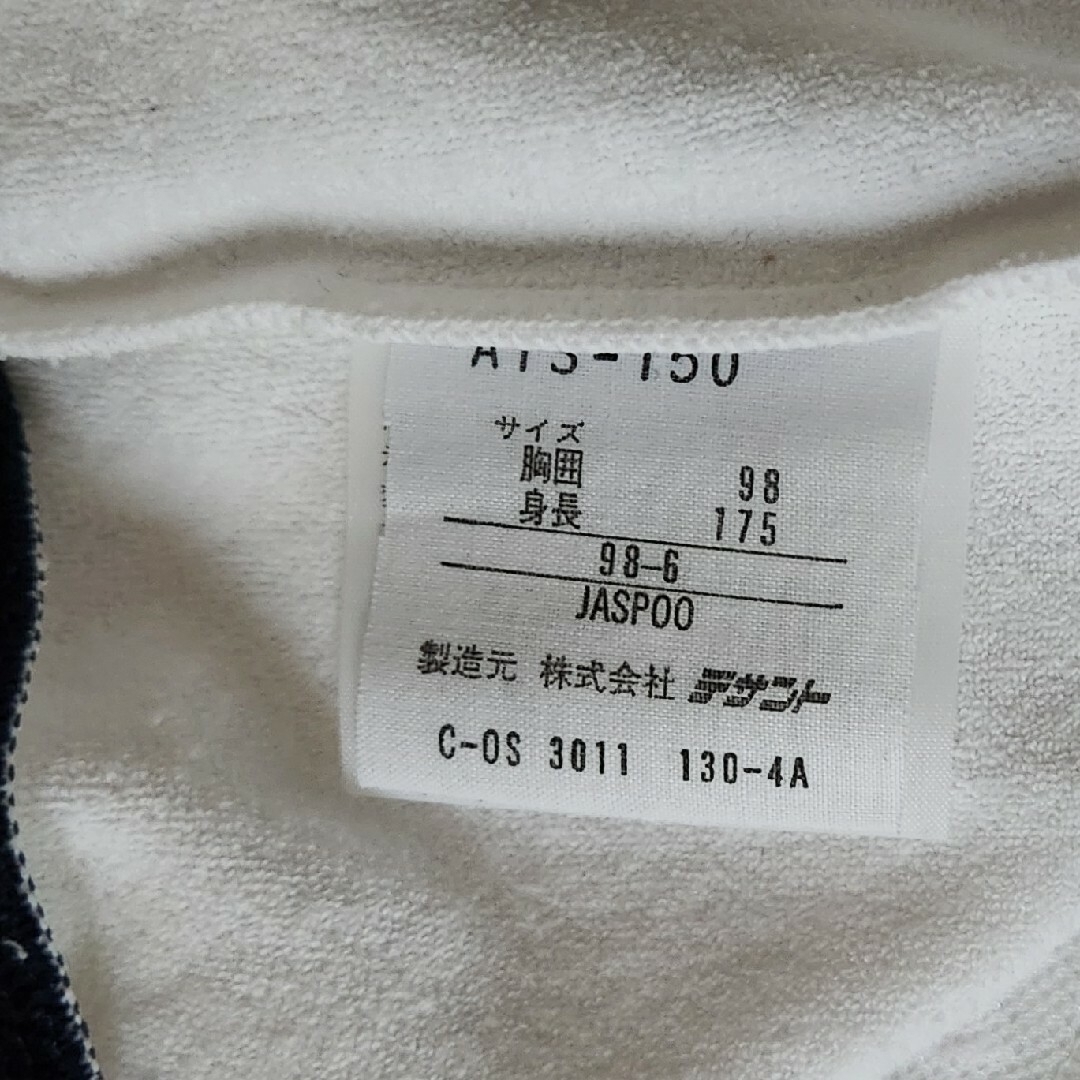 サイズ
胸囲 98
身長 175
98-6
JASPOO
製造元 株式会社 デサント
C-OS 3011 130-4A